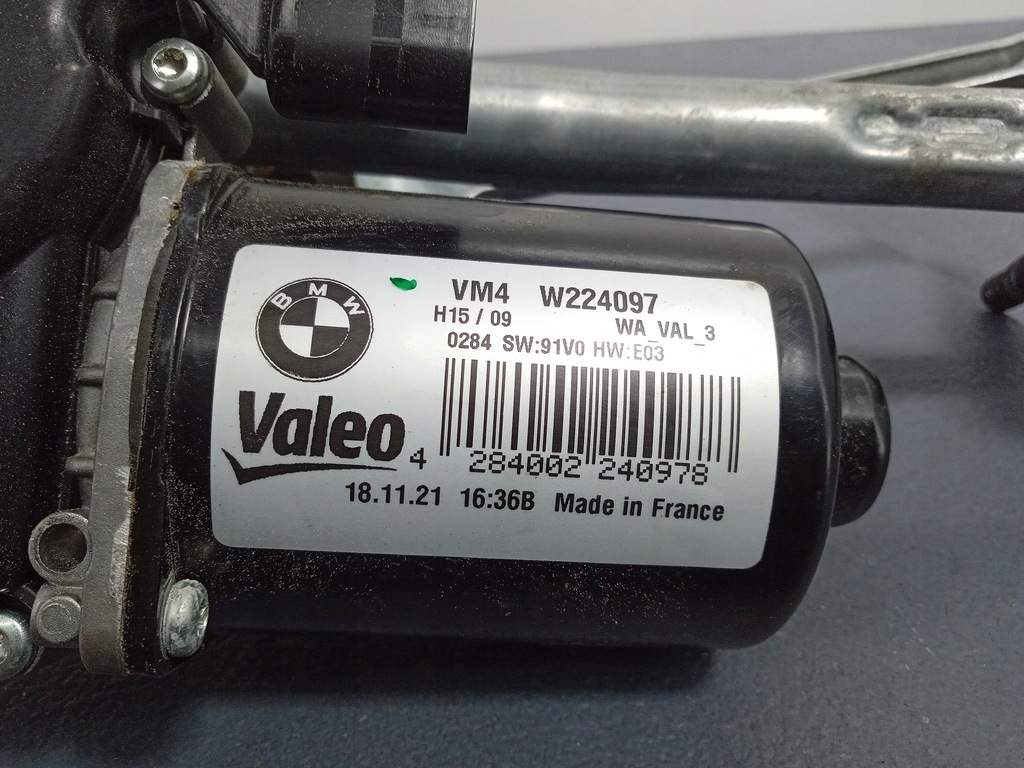 BMW
VM4 W224097
H15 / 09 WA_VAL_3
0284 SW:91V0 HW:E03
Valeo
4 284002 240978
18.11.21 16:36B Made in France